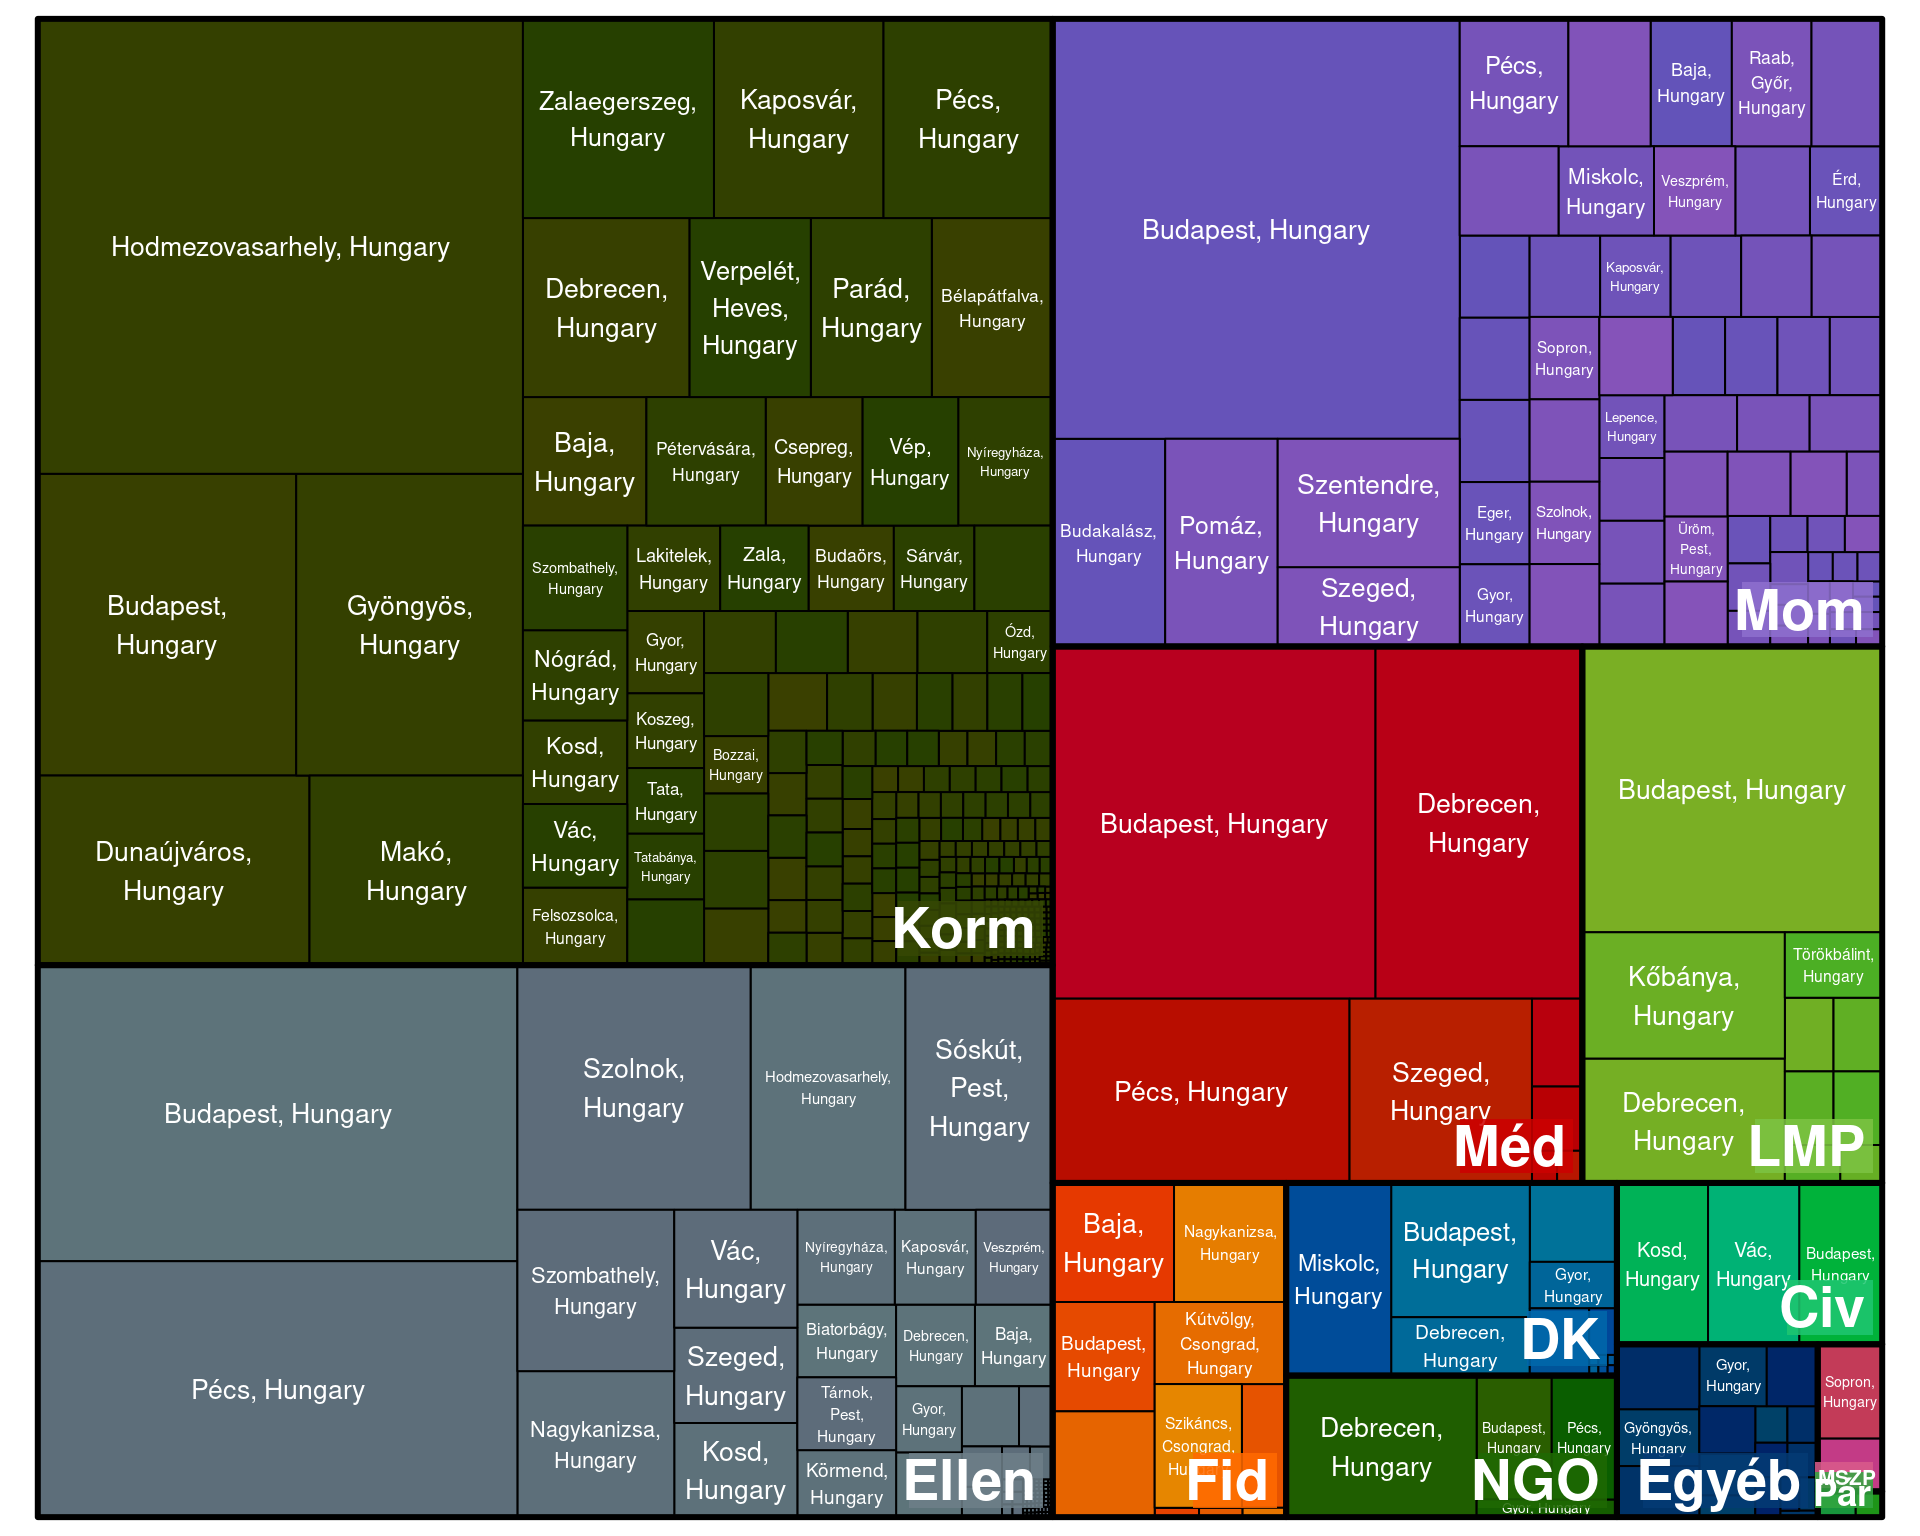 Hodmezovasarhely, Hungary
Budapest,
Hungary
Gyöngyös,
Hungary
Dunaújváros,
Hungary
Makó,
Hungary
Zalaegerszeg,
Hungary
Kaposvár,
Hungary
Pécs,
Hungary
Debrecen,
Hungary
Verpelét,
Heves,
Hungary
Parád,
Hungary
Bélapátfalva,
Hungary
Baja,
Hungary
Pétervására,
Hungary
Csepreg,
Hungary
Vép,
Hungary
Nyíregyháza,
Hungary
Szombathely,
Hungary
Lakitelek,
Hungary
Zala,
Hungary
Budaörs,
Hungary
Sárvár,
Hungary
Nógrád,
Hungary
Gyor,
Hungary
Ózd,
Hungary
Kosd,
Hungary
Koszeg,
Hungary
Bozzai,
Hungary
Vác,
Hungary
Tata,
Hungary
Tatabánya,
Hungary
Felsozsolca,
Hungary
Korm
Budapest, Hungary
Pécs,
Hungary
Baja,
Hungary
Raab,
Győr,
Hungary
Miskolc,
Hungary
Veszprém,
Hungary
Érd,
Hungary
Kaposvár,
Hungary
Sopron,
Hungary
Lepence,
Hungary
Budakalász,
Hungary
Pomáz,
Hungary
Szentendre,
Hungary
Szeged,
Hungary
Eger,
Hungary
Szolnok,
Hungary
Üröm,
Pest,
Hungary
Gyor,
Hungary
Mom
Budapest, Hungary
Debrecen,
Hungary
Pécs, Hungary
Szeged,
Hungary
Méd
Budapest, Hungary
Kőbánya,
Hungary
Törökbálint,
Hungary
Debrecen,
Hungary
LMP
Budapest, Hungary
Pécs, Hungary
Szolnok,
Hungary
Hodmezovasarhely,
Hungary
Sóskút,
Pest,
Hungary
Szombathely,
Hungary
Vác,
Hungary
Nyíregyháza,
Hungary
Kaposvár,
Hungary
Veszprém,
Hungary
Szeged,
Hungary
Biatorbágy,
Hungary
Debrecen,
Hungary
Baja,
Hungary
Nagykanizsa,
Hungary
Tárnok,
Pest,
Hungary
Gyor,
Hungary
Kosd,
Hungary
Körmend,
Hungary
Ellen
Baja,
Hungary
Nagykanizsa,
Hungary
Budapest,
Hungary
Kútvölgy,
Csongrad,
Hungary
Szikáncs,
Csongrad,
Fid
Miskolc,
Hungary
Budapest,
Hungary
Gyor,
Hungary
Debrecen,
Hungary
DK
Debrecen,
Hungary
Budapest,
Hungary
Pécs,
Hungary
Gyor, Hungary
NGO
Kosd,
Hungary
Vác,
Hungary
Budapest,
Hungary
Civ
Gyor,
Hungary
Gyöngyös,
Hungary
Egyéb
Sopron,
Hungary
MSZP
Par